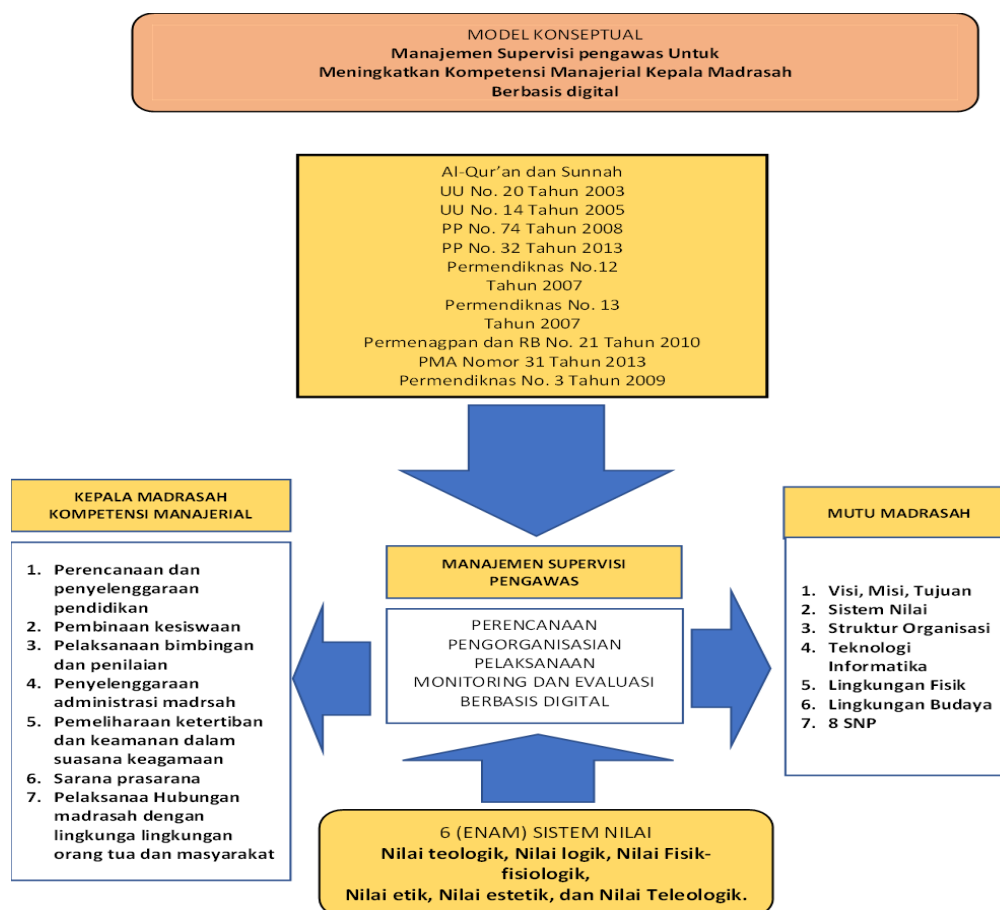 MODEL KONSEPTUAL
Manajemen Supervisi pengawas Untuk
Meningkatkan Kompetensi Manajerial Kepala Madrasah
Berbasis digital
Al-Qur’an dan Sunnah
UU No. 20 Tahun 2003
UU No. 14 Tahun 2005
PP No. 74 Tahun 2008
PP No. 32 Tahun 2013
Permendiknas No.12
Tahun 2007
Permendiknas No. 13
Tahun 2007
Permenagpan dan RB No. 21 Tahun 2010
PMA Nomor 31 Tahun 2013
Permendiknas No. 3 Tahun 2009
KEPALA MADRASAH
KOMPETENSI MANAJERIAL
1. Perencanaan dan
penyelenggaraan
pendidikan
2. Pembinaan kesiswaan
3. Pelaksanaan bimbingan
dan penilaian
4. Penyelenggaraan
administrasi madrsah
5. Pemeliharaan ketertiban
dan keamanan dalam
suasana keagamaan
6. Sarana prasarana
7. Pelaksanaa Hubungan
madrasah dengan
lingkunga lingkungan
orang tua dan masyarakat
MANAJEMEN SUPERVISI
PENGAWAS
PERENCANAAN
PENGORGANISASIAN
PELAKSANAAN
MONITORING DAN EVALUASI
BERBASIS DIGITAL
MUTU MADRASAH
1. Visi, Misi, Tujuan
2. Sistem Nilai
3. Struktur Organisasi
4. Teknologi
Informatika
5. Lingkungan Fisik
6. Lingkungan Budaya
7. 8 SNP
6 (ENAM) SISTEM NILAI
Nilai teologik, Nilai logik, Nilai Fisik-
fisiologik,
Nilai etik, Nilai estetik, dan Nilai Teleologik.